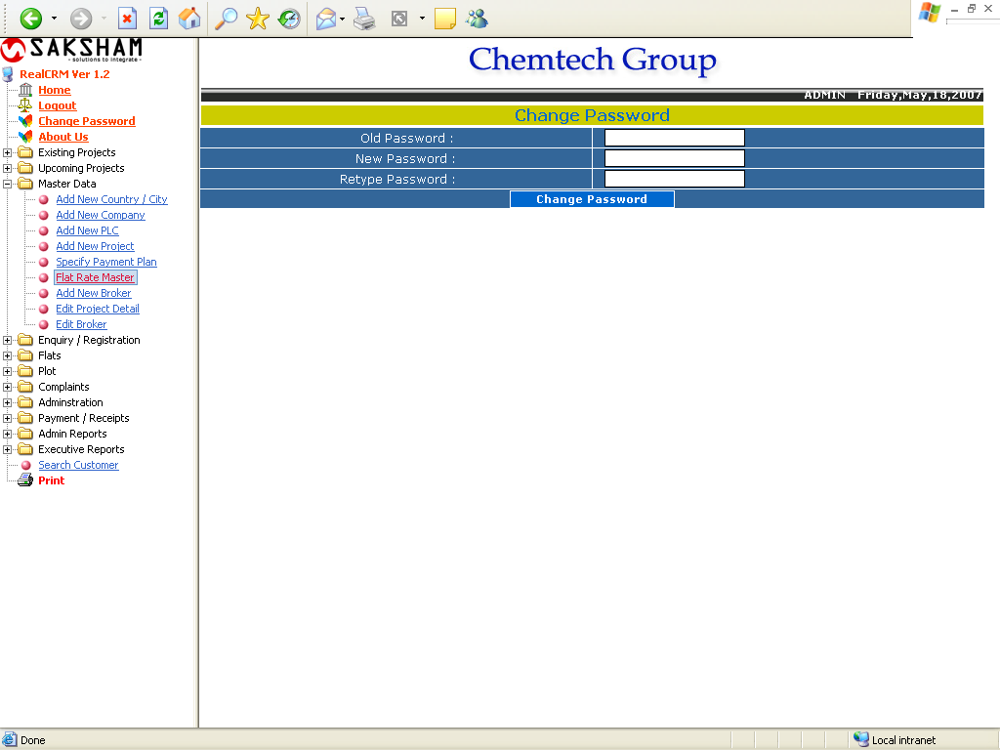 SAKSHAM
- solutions to integrate -
RealCRM Ver 1.2
Home
Logout
Change Password
About Us
Existing Projects
Upcoming Projects
Master Data
Add New Country / City
Add New Company
Add New PLC
Add New Project
Specify Payment Plan
Flat Rate Master
Add New Broker
Edit Project Detail
Edit Broker
Enquiry / Registration
Flats
Plot
Complaints
Adminstration
Payment / Receipts
Admin Reports
Executive Reports
Search Customer
Print
Chemtech Group
ADMIN Friday,May,18,2007
Change Password
Old Password :
New Password :
Retype Password :
Change Password
Done
Local intranet